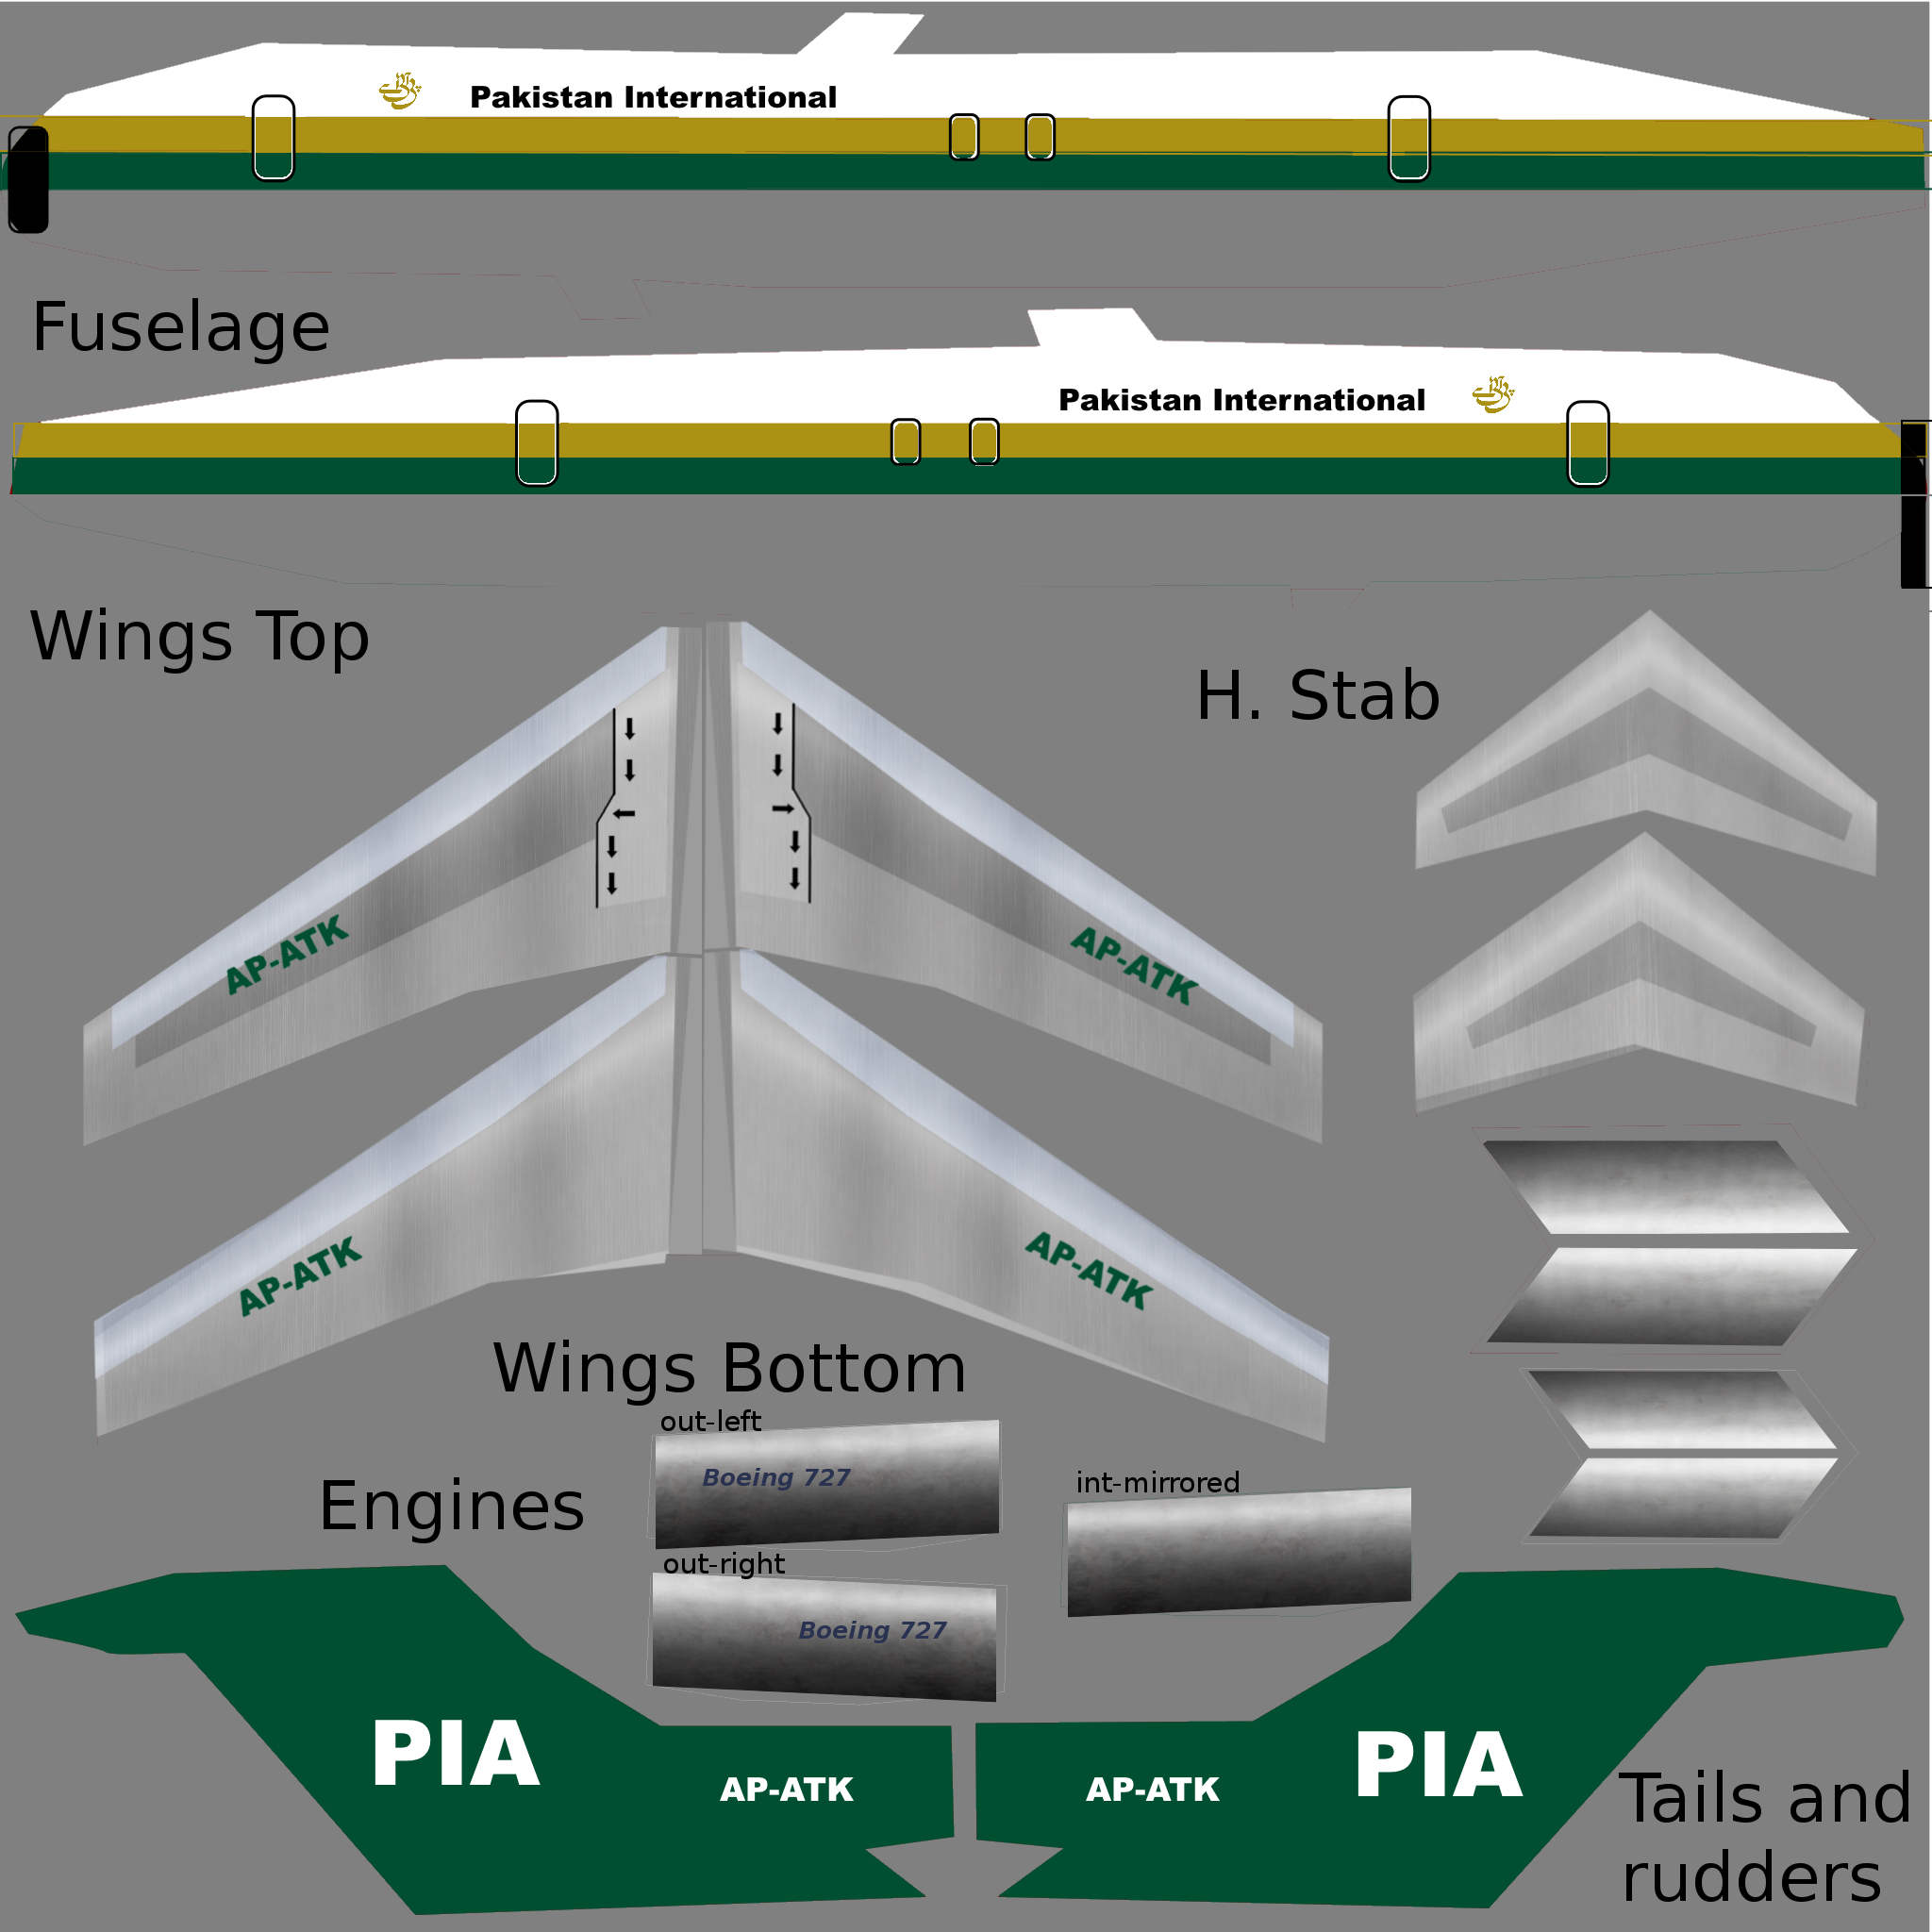 Pakistan International
Fuselage
Pakistan International
Wings Top
H. Stab
AP-ATK
AP-ATK
AP-ATK
AP-ATK
Wings Bottom
out-left
Boeing 727
Engines
int-mirrored
out-right
Boeing 727
PIA
AP-ATK
AP-ATK
PIA
Tails and
rudders